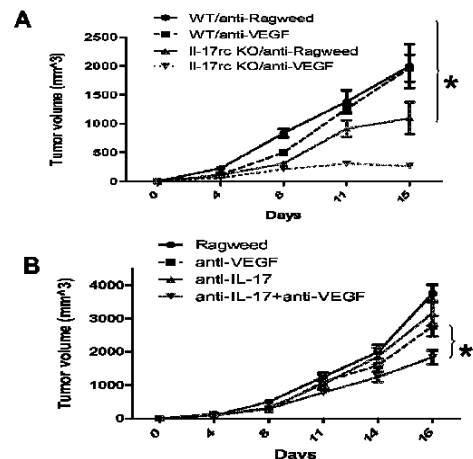 A
WT/anti-Ragweed
WT/anti-VEGF
Il-17rc KO/anti-Ragweed
Il-17rc KO/anti-VEGF
Tumor volume (mm^3)
2500
2000
1500
1000
500
0
*
0 4 8 11 15
Days
B
Ragweed
anti-VEGF
anti-IL-17
anti-IL-17+anti-VEGF
Tumor volume (mm^3)
4000
3000
2000
1000
0
*
0 4 8 11 14 16
Days